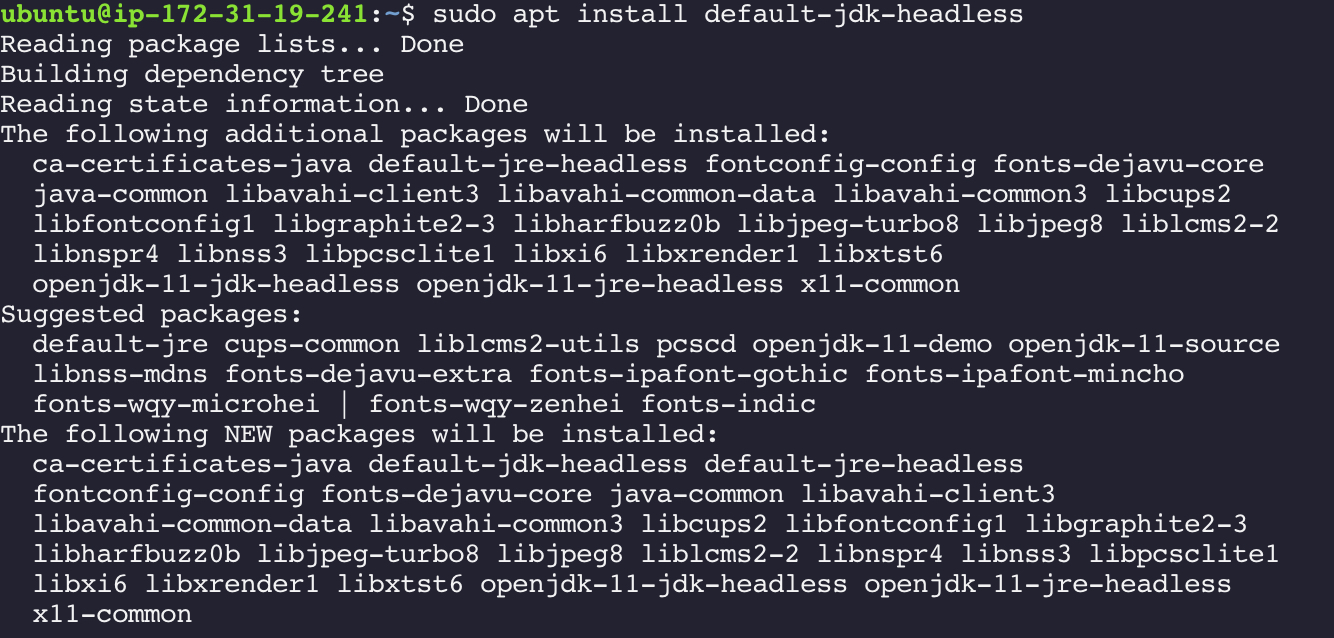 ubuntu@ip-172-31-19-241:~$ sudo apt install default-jdk-headless
Reading package lists... Done
Building dependency tree
Reading state information... Done
The following additional packages will be installed:
  ca-certificates-java default-jre-headless fontconfig-config fonts-dejavu-core
  java-common libavahi-client3 libavahi-common-data libavahi-common3 libcups2
  libfontconfig1 libgraphite2-3 libharfbuzz0b libjpeg-turbo8 libjpeg8 liblcms2-2
  libnspr4 libnss3 libpcsclite1 libxi6 libxrender1 libxtst6
  openjdk-11-jdk-headless openjdk-11-jre-headless x11-common
Suggested packages:
  default-jre cups-common liblcms2-utils pcscd openjdk-11-demo openjdk-11-source
  libnss-mdns fonts-dejavu-extra fonts-ipafont-gothic fonts-ipafont-mincho
  fonts-wqy-microhei | fonts-wqy-zenhei fonts-indic
The following NEW packages will be installed:
  ca-certificates-java default-jdk-headless default-jre-headless
  fontconfig-config fonts-dejavu-core java-common libavahi-client3
  libavahi-common-data libavahi-common3 libcups2 libfontconfig1 libgraphite2-3
  libharfbuzz0b libjpeg-turbo8 libjpeg8 liblcms2-2 libnspr4 libnss3 libpcsclite1
  libxi6 libxrender1 libxtst6 openjdk-11-jdk-headless openjdk-11-jre-headless
  x11-common